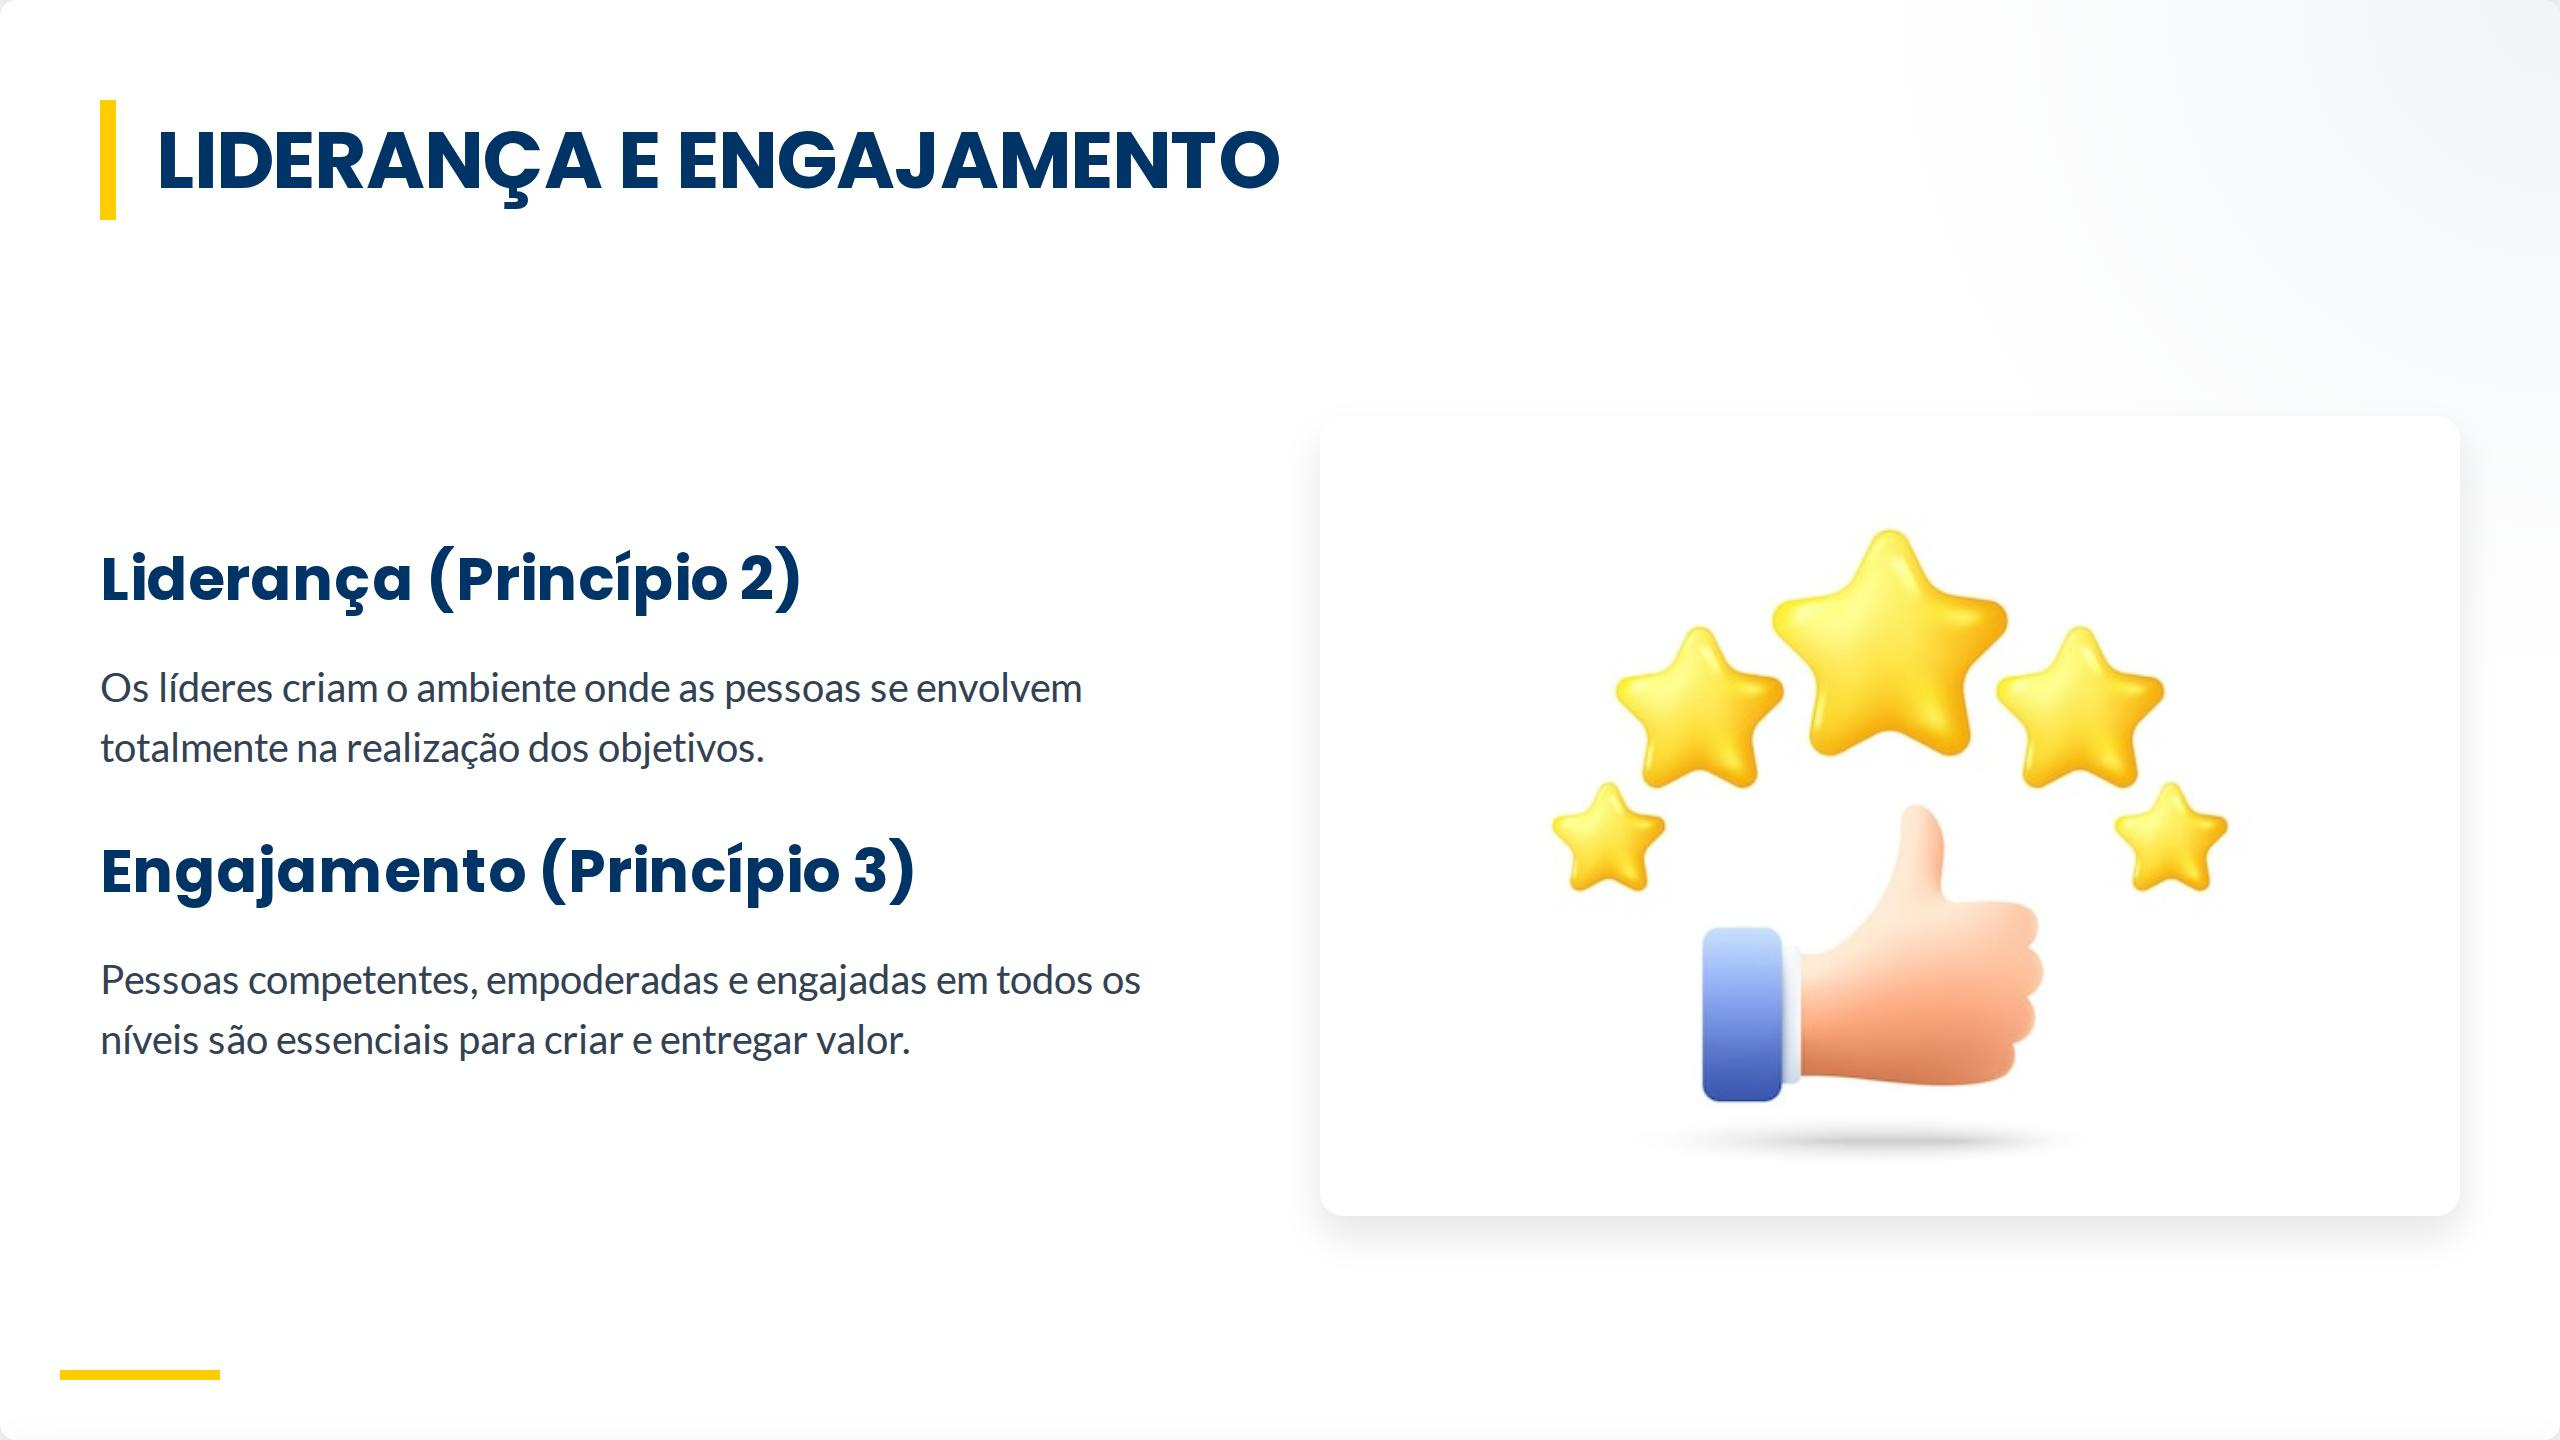 LIDERANÇA E ENGAJAMENTO
Liderança (Princípio 2)
Os líderes criam o ambiente onde as pessoas se envolvem
totalmente na realização dos objetivos.
Engajamento (Princípio 3)
Pessoas competentes, empoderadas e engajadas em todos os
níveis são essenciais para criar e entregar valor.